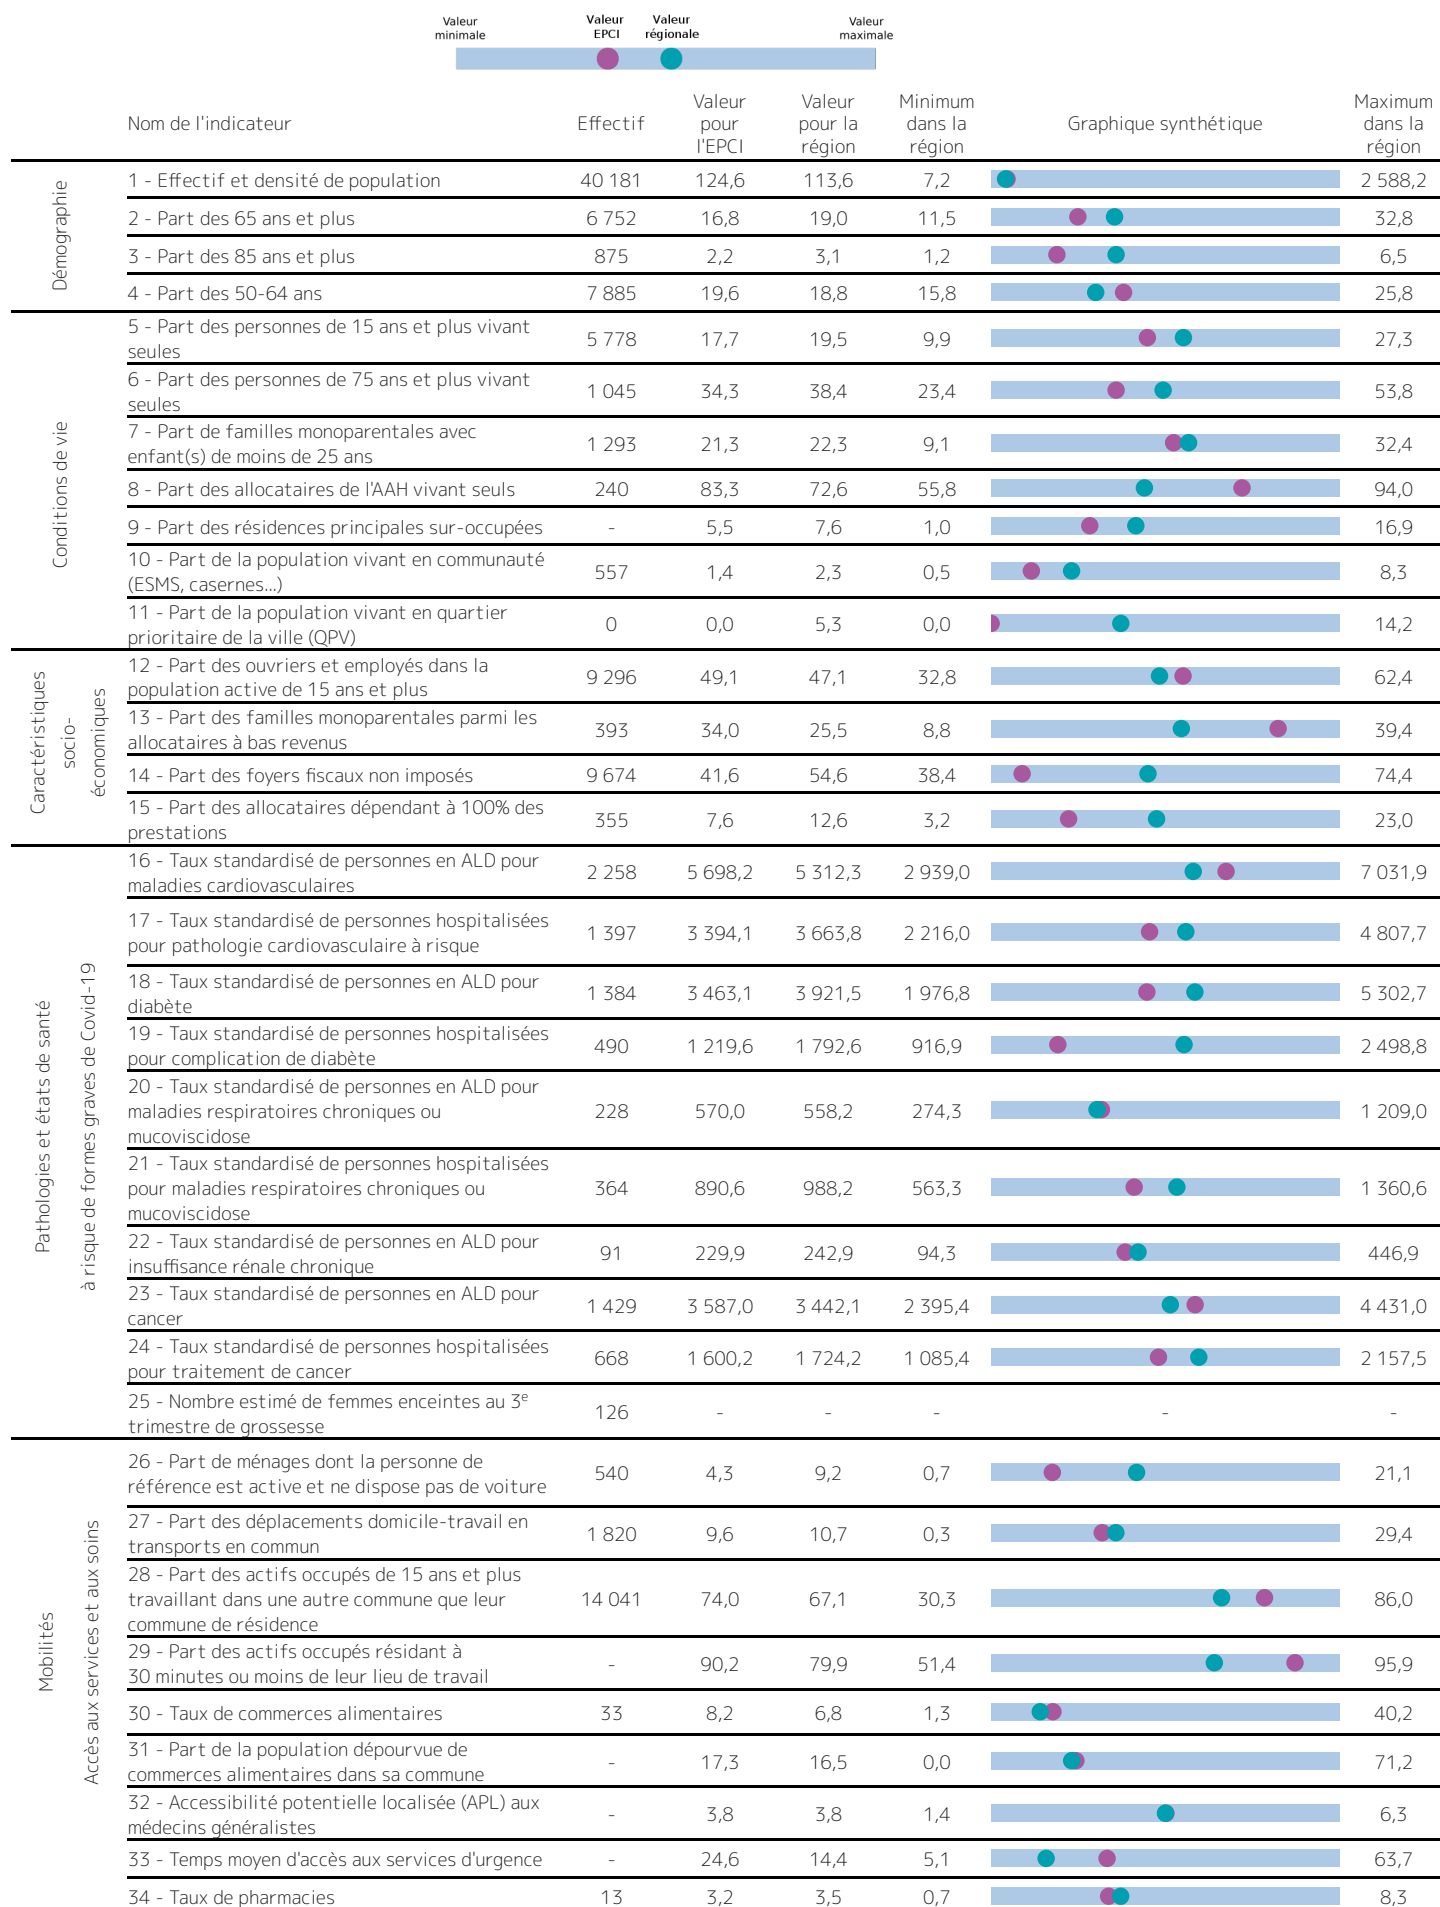 Valeur minimale
Valeur EPCI
Valeur régionale
Valeur maximale
Nom de l'indicateur Effectif Valeur pour l'EPCI Valeur pour la région Minimum dans la région Graphique synthétique Maximum dans la région
Démographie
1 - Effectif et densité de population 40 181 124,6 113,6 7,2 2 588,2
2 - Part des 65 ans et plus 6 752 16,8 19,0 11,5 32,8
3 - Part des 85 ans et plus 875 2,2 3,1 1,2 6,5
4 - Part des 50-64 ans 7 885 19,6 18,8 15,8 25,8
Conditions de vie
5 - Part des personnes de 15 ans et plus vivant
seules 5 778 17,7 19,5 9,9 27,3
6 - Part des personnes de 75 ans et plus vivant
seules 1 045 34,3 38,4 23,4 53,8
7 - Part de familles monoparentales avec
enfant(s) de moins de 25 ans 1 293 21,3 22,3 9,1 32,4
8 - Part des allocataires de l'AAH vivant seuls 240 83,3 72,6 55,8 94,0
9 - Part des résidences principales sur-occupées - 5,5 7,6 1,0 16,9
10 - Part de la population vivant en communauté
(ESMS, casernes...) 557 1,4 2,3 0,5 8,3
11 - Part de la population vivant en quartier
prioritaire de la ville (QPV) 0 0,0 5,3 0,0 14,2
Caractéristiques
socio-
économiques
12 - Part des ouvriers et employés dans la
population active de 15 ans et plus 9 296 49,1 47,1 32,8 62,4
13 - Part des familles monoparentales parmi les
allocataires à bas revenus 393 34,0 25,5 8,8 39,4
14 - Part des foyers fiscaux non imposés 9 674 41,6 54,6 38,4 74,4
15 - Part des allocataires dépendant à 100% des
prestations 355 7,6 12,6 3,2 23,0
Pathologies et états de santé
à risque de formes graves de Covid-19
16 - Taux standardisé de personnes en ALD pour
maladies cardiovasculaires 2 258 5 698,2 5 312,3 2 939,0 7 031,9
17 - Taux standardisé de personnes hospitalisées
pour pathologie cardiovasculaire à risque 1 397 3 394,1 3 663,8 2 216,0 4 807,7
18 - Taux standardisé de personnes en ALD pour
diabète 1 384 3 463,1 3 921,5 1 976,8 5 302,7
19 - Taux standardisé de personnes hospitalisées
pour complication de diabète 490 1 219,6 1 792,6 916,9 2 498,8
20 - Taux standardisé de personnes en ALD pour
maladies respiratoires chroniques ou
mucoviscidose 228 570,0 558,2 274,3 1 209,0
21 - Taux standardisé de personnes hospitalisées
pour maladies respiratoires chroniques ou
mucoviscidose 364 890,6 988,2 563,3 1 360,6
22 - Taux standardisé de personnes en ALD pour
insuffisance rénale chronique 91 229,9 242,9 94,3 446,9
23 - Taux standardisé de personnes en ALD pour
cancer 1 429 3 587,0 3 442,1 2 395,4 4 431,0
24 - Taux standardisé de personnes hospitalisées
pour traitement de cancer 668 1 600,2 1 724,2 1 085,4 2 157,5
25 - Nombre estimé de femmes enceintes au 3e
trimestre de grossesse 126 - - - - -
Mobilités
Accès aux services et aux soins
26 - Part de ménages dont la personne de
référence est active et ne dispose pas de voiture 540 4,3 9,2 0,7 21,1
27 - Part des déplacements domicile-travail en
transports en commun 1 820 9,6 10,7 0,3 29,4
28 - Part des actifs occupés de 15 ans et plus
travaillant dans une autre commune que leur
commune de résidence 14 041 74,0 67,1 30,3 86,0
29 - Part des actifs occupés résidant à
30 minutes ou moins de leur lieu de travail - 90,2 79,9 51,4 95,9
30 - Taux de commerces alimentaires 33 8,2 6,8 1,3 40,2
31 - Part de la population dépourvue de
commerces alimentaires dans sa commune - 17,3 16,5 0,0 71,2
32 - Accessibilité potentielle localisée (APL) aux
médecins généralistes - 3,8 3,8 1,4 6,3
33 - Temps moyen d'accès aux services d'urgence - 24,6 14,4 5,1 63,7
34 - Taux de pharmacies 13 3,2 3,5 0,7 8,3